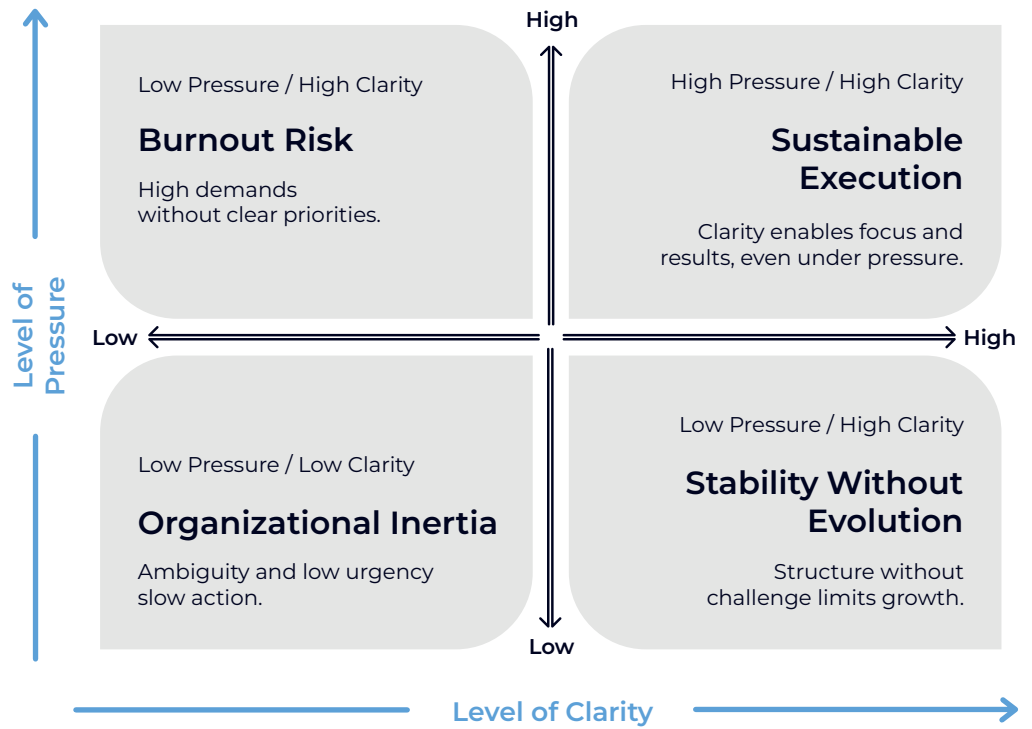 High
Low Pressure / High Clarity
Burnout Risk
High demands
without clear priorities.
High Pressure / High Clarity
Sustainable
Execution
Clarity enables focus and
results, even under pressure.
Level of
Pressure
Low
High
Low Pressure / Low Clarity
Organizational Inertia
Ambiguity and low urgency
slow action.
Low Pressure / High Clarity
Stability Without
Evolution
Structure without
challenge limits growth.
Low
Level of Clarity